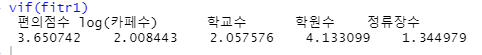 vif(fitr1)
편의점수 log(카페수) 학교수 학원수 정류장수
3.650742 2.008443 2.057576 4.133099 1.344979